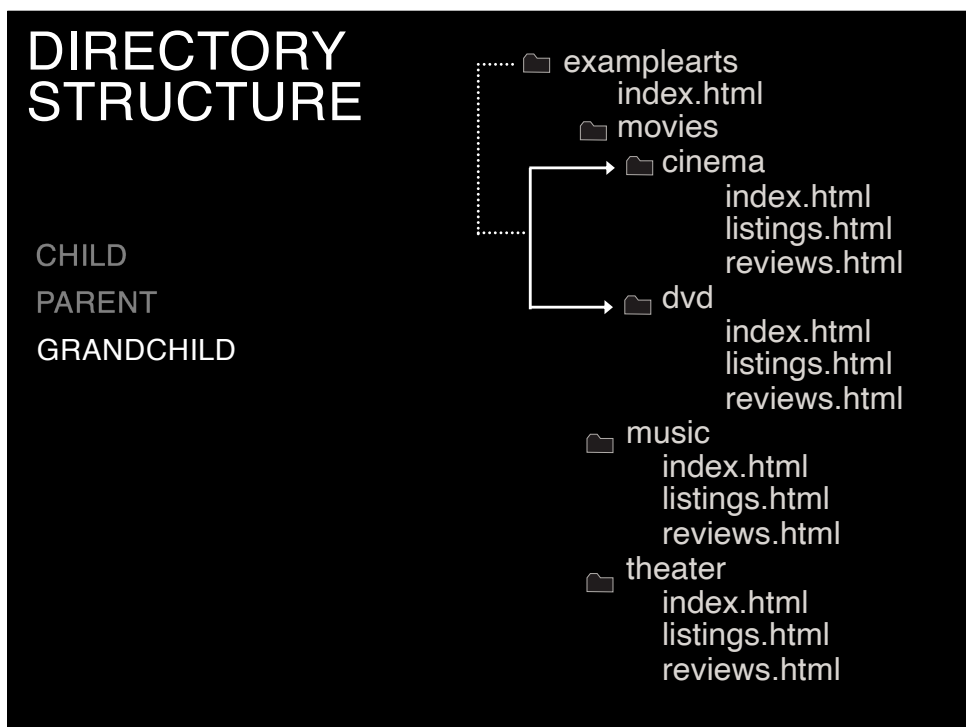 DIRECTORY
STRUCTURE
CHILD
PARENT
GRANDCHILD
examplearts
index.html
movies
cinema
index.html
listings.html
reviews.html
dvd
index.html
listings.html
reviews.html
music
index.html
listings.html
reviews.html
theater
index.html
listings.html
reviews.html